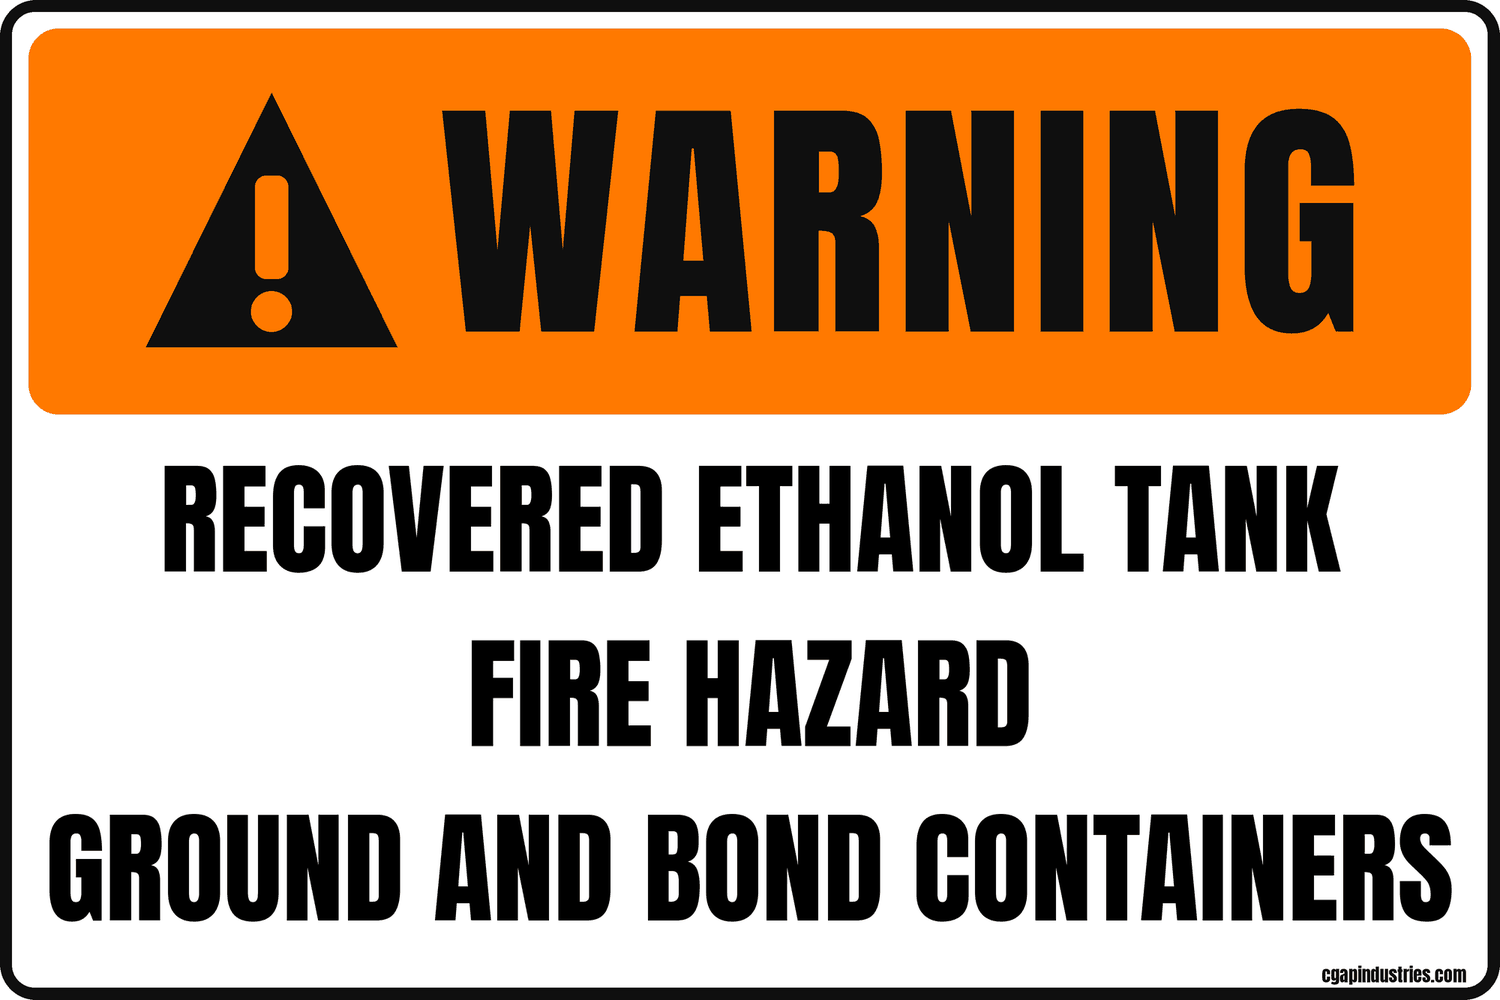 WARNING
RECOVERED ETHANOL TANK
FIRE HAZARD
GROUND AND BOND CONTAINERS
cgapindustries.com